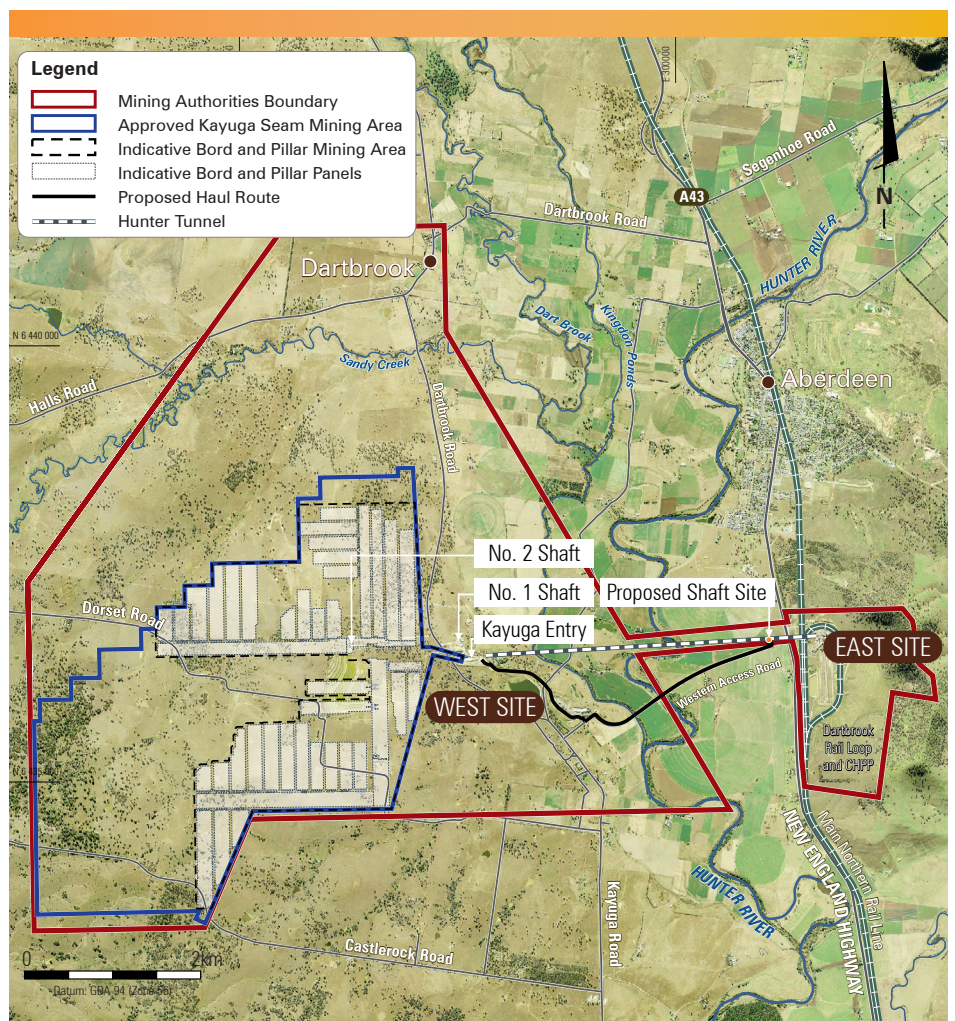 E 300000
Legend
Mining Authorities Boundary
Approved Kayuga Seam Mining Area
Indicative Bord and Pillar Mining Area
Indicative Bord and Pillar Panels
Proposed Haul Route
Hunter Tunnel
Segenhoe Road
A43
N
Dartbrook Road
HUNTER RIVER
Dartbrook
Kingdon Ponds
Dart Brook
N 6 440 000
Sandy Creek
Aberdeen
Halls Road
Dartbrook Road
No. 2 Shaft
No. 1 Shaft
Proposed Shaft Site
Dorset Road
Kayuga Entry
EAST SITE
Western Access Road
WEST SITE
Dartbrook
Rail Loop
and CHPP
Main Northern Rail Line
NEW ENGLAND HIGHWAY
HUNTER RIVER
Kayuga Road
Castlerock Road
0
2km
Datum: GDA 94 (Zone 56)